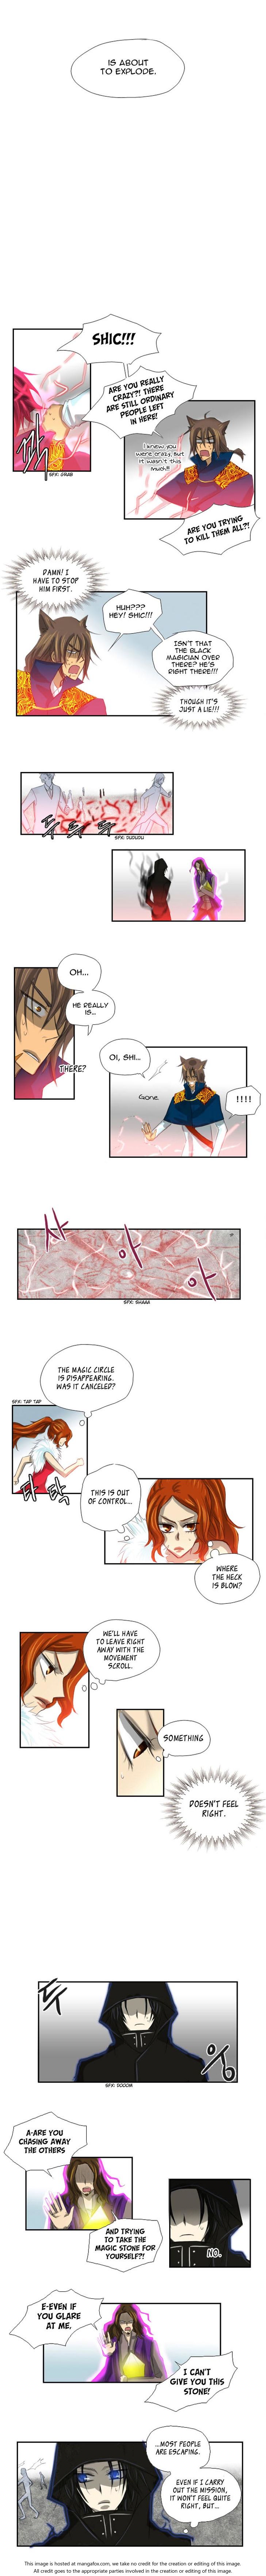 IS ABOUT
TO EXPLODE.
SHIC!!!
ARE YOU REALLY
CRAZY?! THERE
ARE STILL ORDINARY
PEOPLE LEFT
IN HERE!
SFX: GRAB
I knew you
were crazy, but
it wasn't this
much!!
ARE YOU TRYING
TO KILL THEM ALL?!
DAMN! I
HAVE TO STOP
HIM FIRST.
HUH???
HEY! SHIC!!!
ISN'T THAT
THE BLACK
MAGICIAN OVER
THERE? HE'S
RIGHT THERE!!!
THOUGH IT'S
JUST A LIE!!!
두 두 두
SFX: DUDUDU
OH...
HE REALLY
IS...
THERE?
OI, SHI...
Gone.
!!!!
샤 아 아
SFX: SHAAA
THE MAGIC CIRCLE
IS DISAPPEARING.
WAS IT CANCELED?
SFX: TAP TAP
타 탁
THIS IS OUT
OF CONTROL...
WHERE
THE HECK
IS BLOW?
WE'LL HAVE
TO LEAVE RIGHT
AWAY WITH THE
MOVEMENT
SCROLL.
SOMETHING
DOESN'T FEEL
RIGHT.
SFX: DOOOM
A-ARE YOU
CHASING AWAY
THE OTHERS
AND TRYING
TO TAKE THE
MAGIC STONE FOR
YOURSELF?!
NO.
E-EVEN IF
YOU GLARE
AT ME,
I CAN'T
GIVE YOU THIS
STONE!
...MOST PEOPLE
ARE ESCAPING.
EVEN IF I CARRY
OUT THE MISSION,
IT WON'T FEEL QUITE
RIGHT, BUT...
This image is hosted at mangafox.com, we take no credit for the creation or editing of this image.
All credit goes to the appropriate parties involved in the creation or editing of this image.